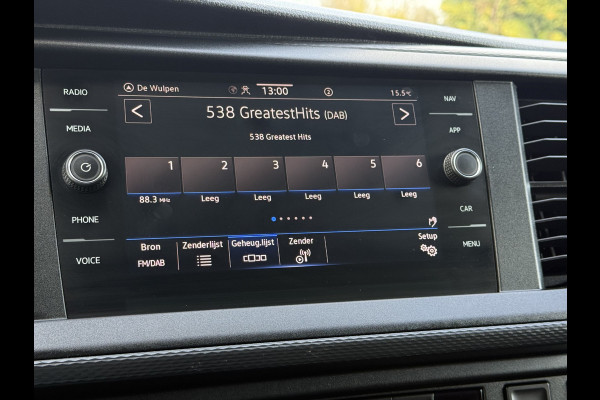 RADIO
MEDIA
PHONE
VOICE
De Wulpen 13:00 2 15.5°C
< 538 GreatestHits (DAB) >
538 Greatest Hits
1 2 3 4 5 6
88.3 MHz Leeg Leeg Leeg Leeg Leeg
Bron Zenderlijst Geheug.lijst Zender Setup
FM/DAB
NAV
APP
CAR
MENU